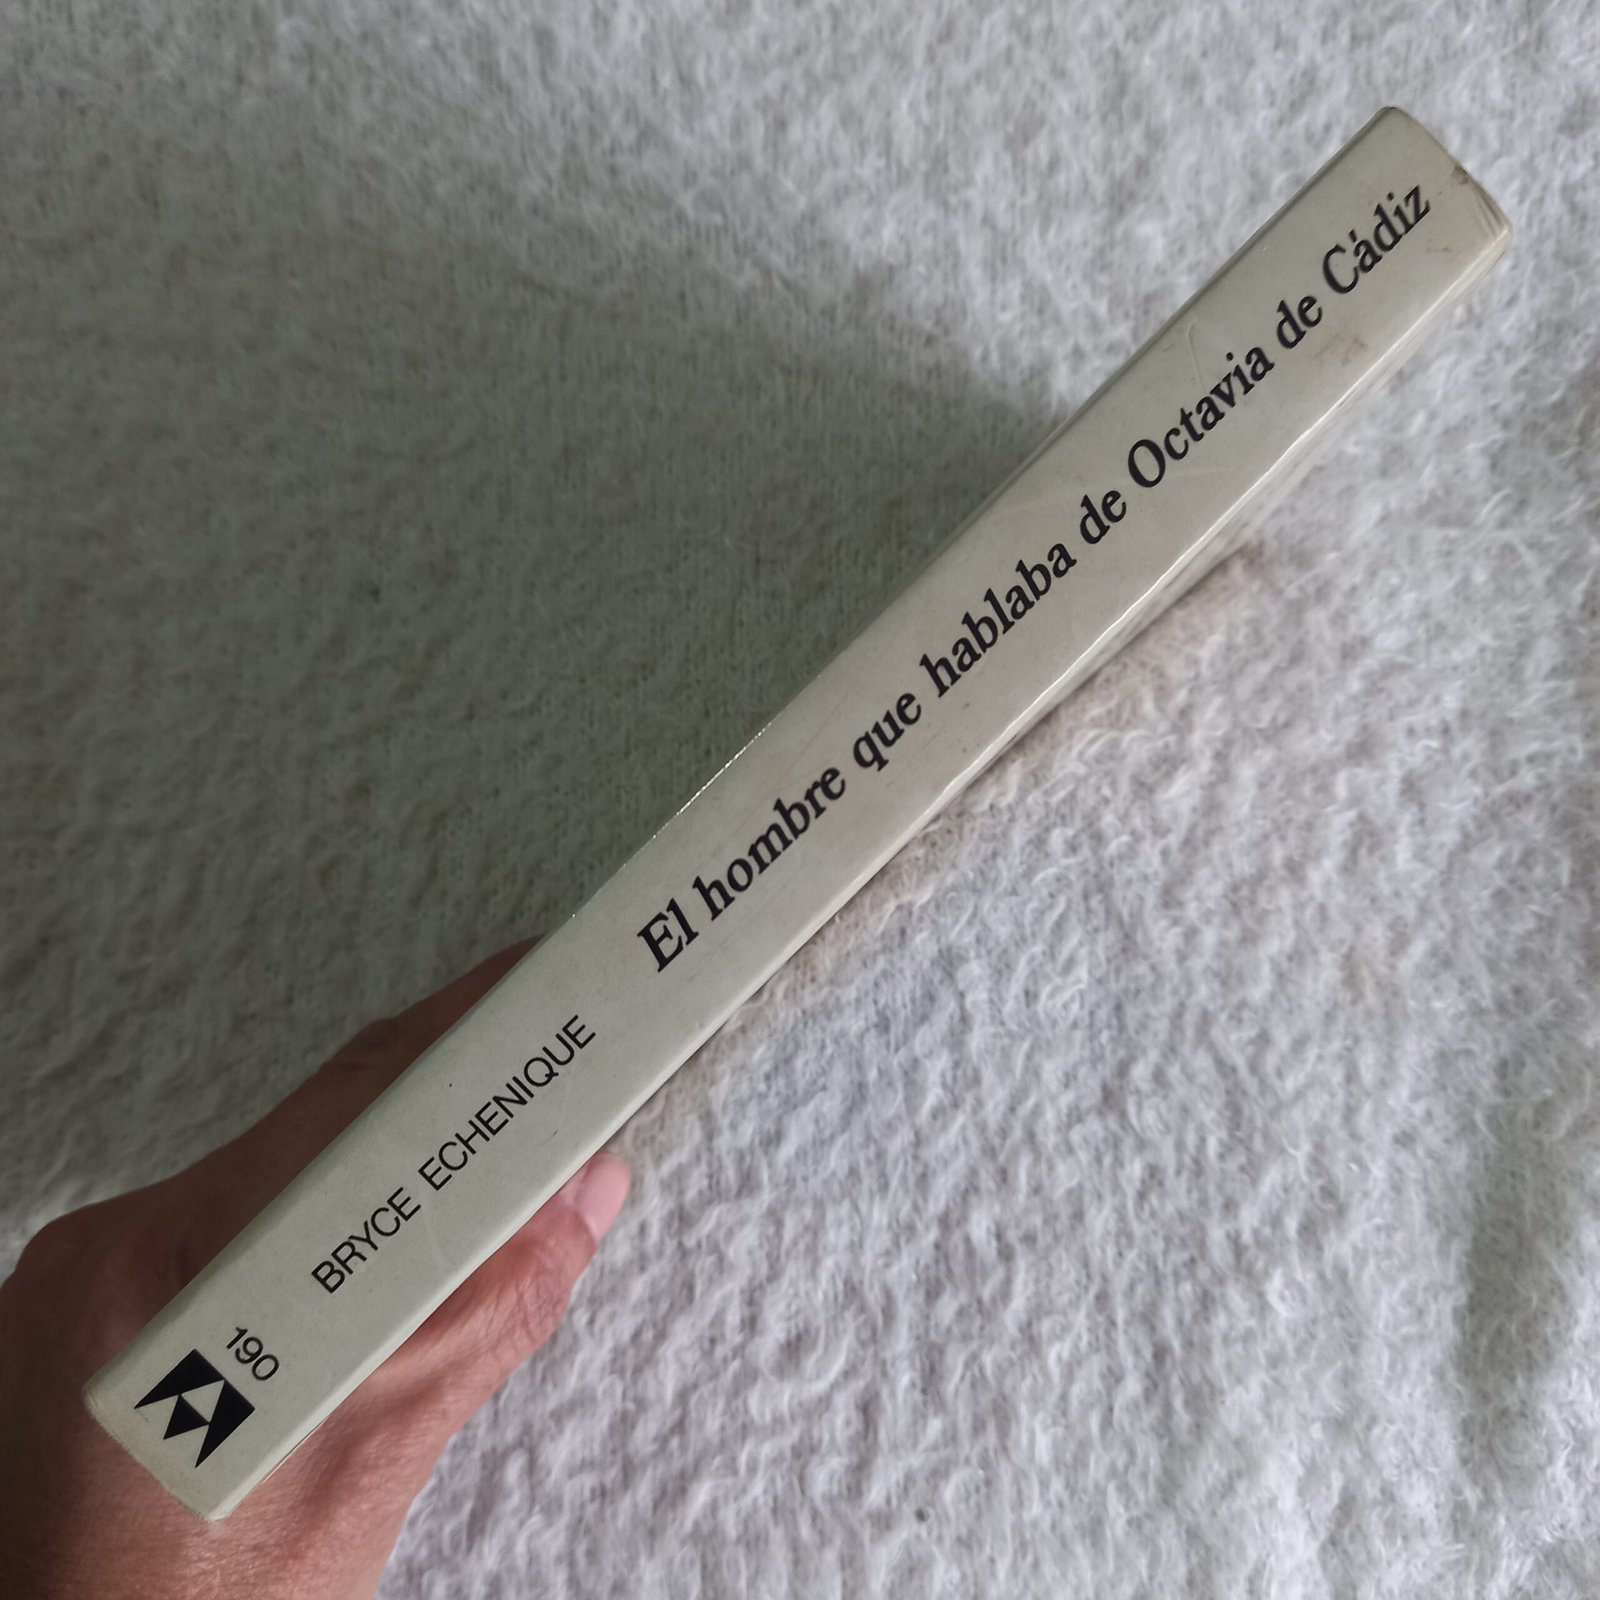 190
BRYCE ECHENIQUE
El hombre que hablaba de Octavia de Cádiz